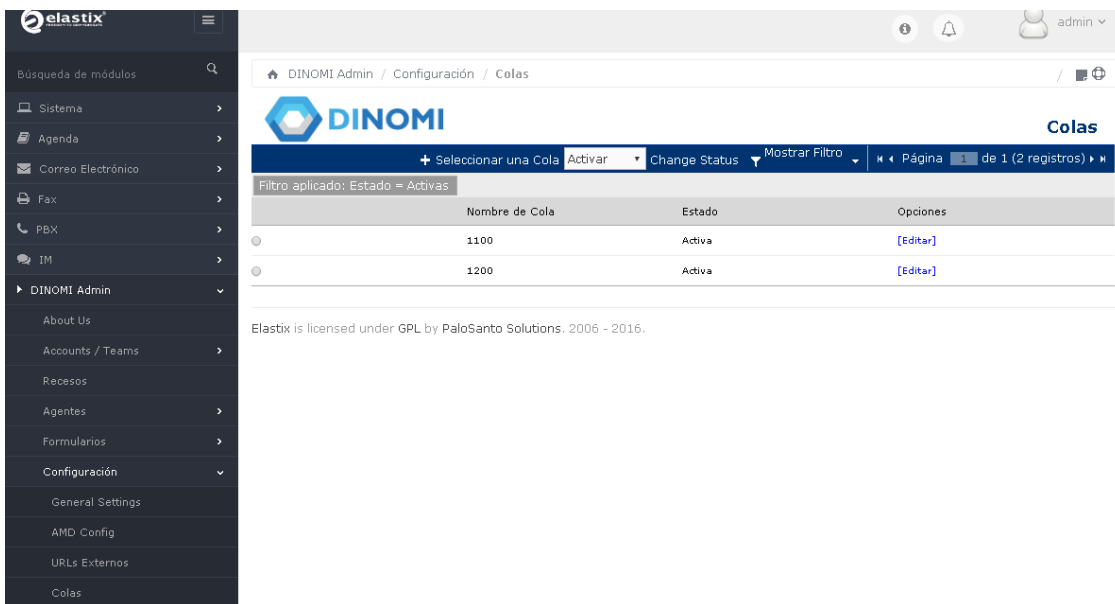 elastix
admin
Búsqueda de módulos
DINOMI Admin / Configuración / Colas
/
Sistema
DINOMI
Colas
Agenda
Correo Electrónico
Seleccionar una Cola Activar Change Status Mostrar Filtro Página 1 de 1 (2 registros)
Filtro aplicado: Estado = Activas
Fax
Nombre de Cola Estado Opciones
PBX
1100 Activa [Editar]
IM
1200 Activa [Editar]
DINOMI Admin
About Us
Elastix is licensed under GPL by PaloSanto Solutions. 2006 - 2016.
Accounts / Teams
Recesos
Agentes
Formularios
Configuración
General Settings
AMD Config
URLs Externos
Colas